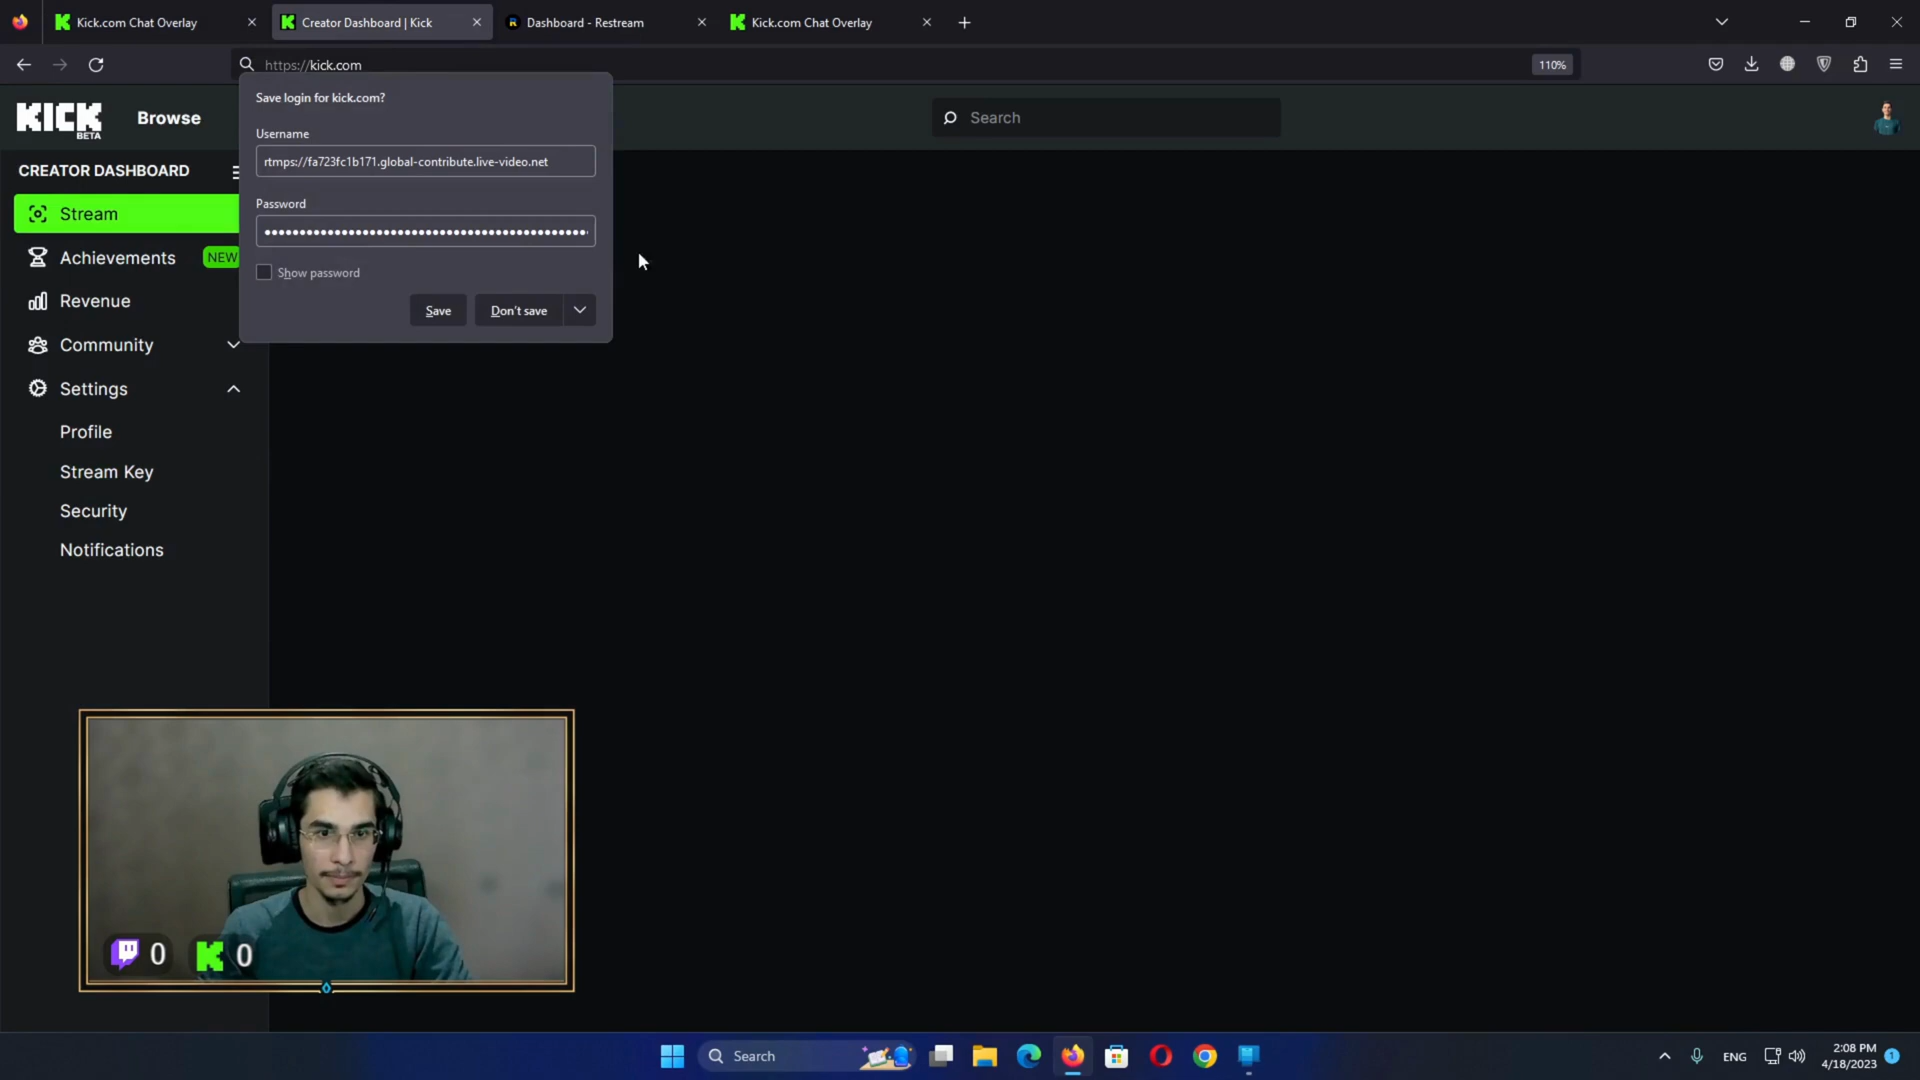 Kick.com Chat Overlay
Creator Dashboard | Kick
Dashboard - Restream
Kick.com Chat Overlay
https://kick.com
110%
KICK
BETA
Browse
Search
Save login for kick.com?
Username
rtmps://fa723fc1b171.global-contribute.live-video.net
Password
Show password
Save
Don't save
CREATOR DASHBOARD
Stream
Achievements
NEW
Revenue
Community
Settings
Profile
Stream Key
Security
Notifications
0
0
Search
ENG
2:08 PM
4/18/2023
1